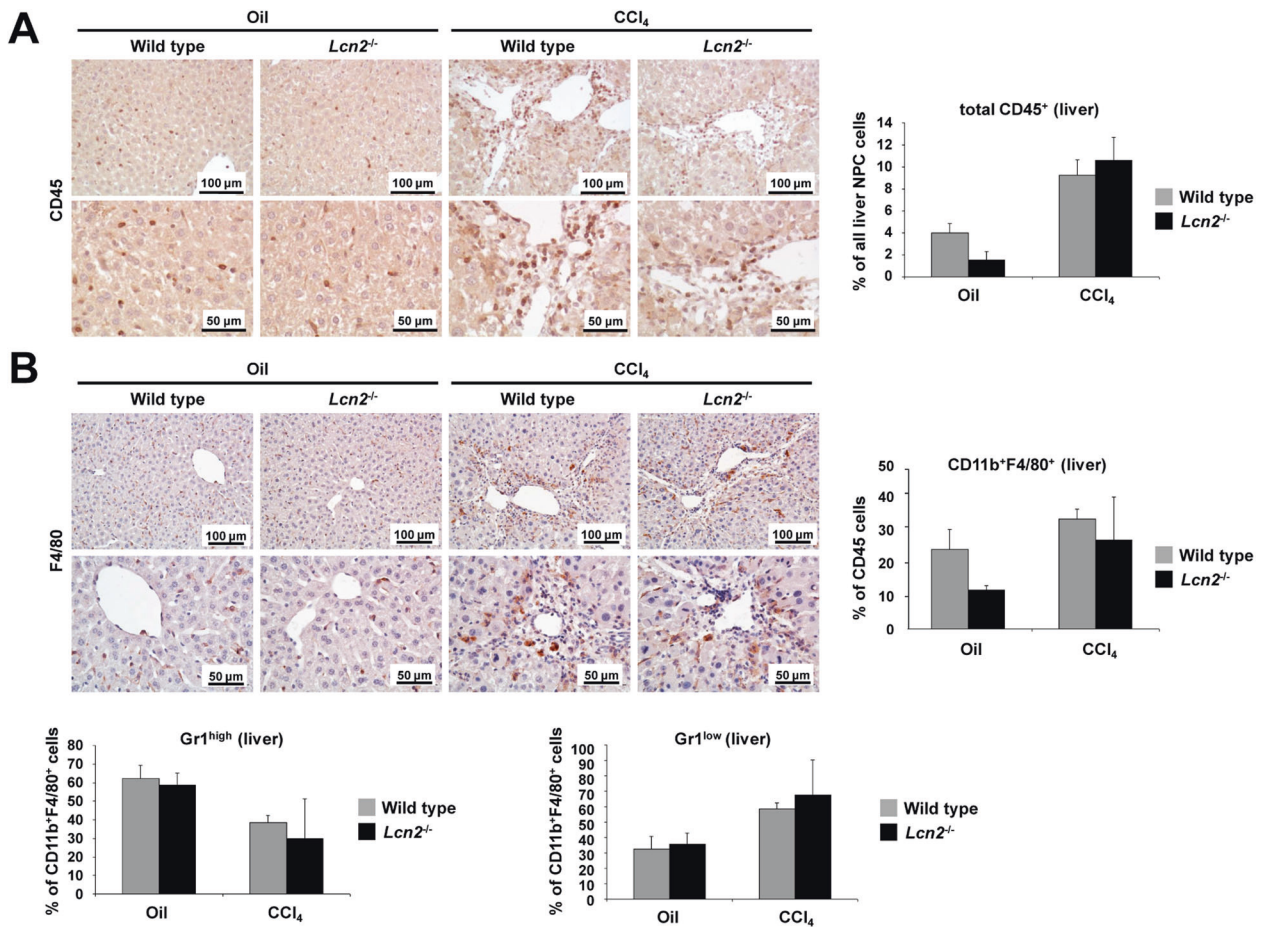 A
Oil
CCl4
Wild type
Lcn2-/-
Wild type
Lcn2-/-
CD45
100 µm
100 µm
100 µm
100 µm
50 µm
50 µm
50 µm
50 µm
total CD45+ (liver)
% of all liver NPC cells
14
12
10
8
6
4
2
0
Oil
CCl4
Wild type
Lcn2-/-
B
Oil
CCl4
Wild type
Lcn2-/-
Wild type
Lcn2-/-
F4/80
100 µm
100 µm
100 µm
100 µm
50 µm
50 µm
50 µm
50 µm
CD11b+F4/80+ (liver)
% of CD45 cells
50
40
30
20
10
0
Oil
CCl4
Wild type
Lcn2-/-
Gr1high (liver)
% of CD11b+F4/80+ cells
80
70
60
50
40
30
20
10
0
Oil
CCl4
Wild type
Lcn2-/-
Gr1low (liver)
% of CD11b+F4/80+ cells
100
90
80
70
60
50
40
30
20
10
0
Oil
CCl4
Wild type
Lcn2-/-